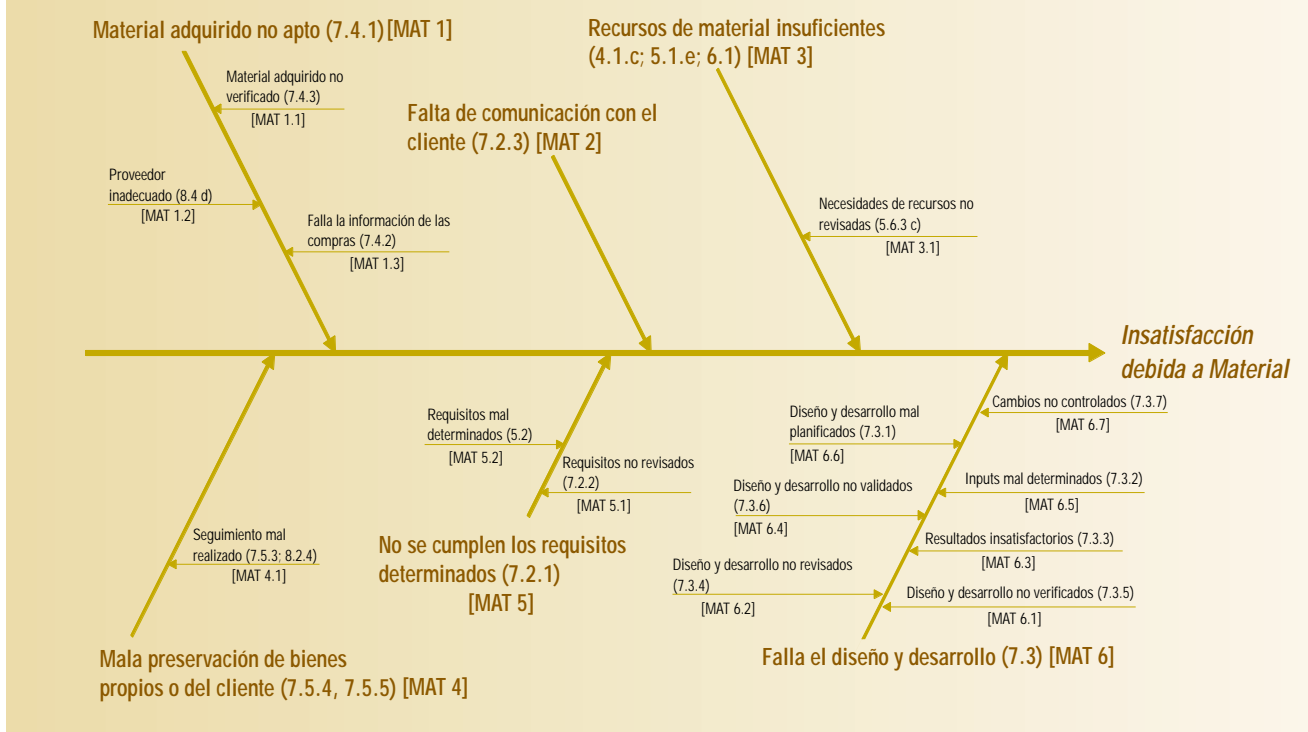 Material adquirido no apto (7.4.1) [MAT 1]
Material adquirido no
verificado (7.4.3)
[MAT 1.1]
Proveedor
inadecuado (8.4 d)
[MAT 1.2]
Falla la información de las
compras (7.4.2)
[MAT 1.3]
Falta de comunicación con el
cliente (7.2.3) [MAT 2]
Recursos de material insuficientes
(4.1.c; 5.1.e; 6.1) [MAT 3]
Necesidades de recursos no
revisadas (5.6.3 c)
[MAT 3.1]
Insatisfacción
debida a Material
Seguimiento mal
realizado (7.5.3; 8.2.4)
[MAT 4.1]
Mala preservación de bienes
propios o del cliente (7.5.4, 7.5.5) [MAT 4]
Requisitos mal
determinados (5.2)
[MAT 5.2]
Requisitos no revisados
(7.2.2)
[MAT 5.1]
No se cumplen los requisitos
determinados (7.2.1)
[MAT 5]
Cambios no controlados (7.3.7)
[MAT 6.7]
Diseño y desarrollo mal
planificados (7.3.1)
[MAT 6.6]
Inputs mal determinados (7.3.2)
[MAT 6.5]
Diseño y desarrollo no validados
(7.3.6)
[MAT 6.4]
Resultados insatisfactorios (7.3.3)
[MAT 6.3]
Diseño y desarrollo no revisados
(7.3.4)
[MAT 6.2]
Diseño y desarrollo no verificados (7.3.5)
[MAT 6.1]
Falla el diseño y desarrollo (7.3) [MAT 6]